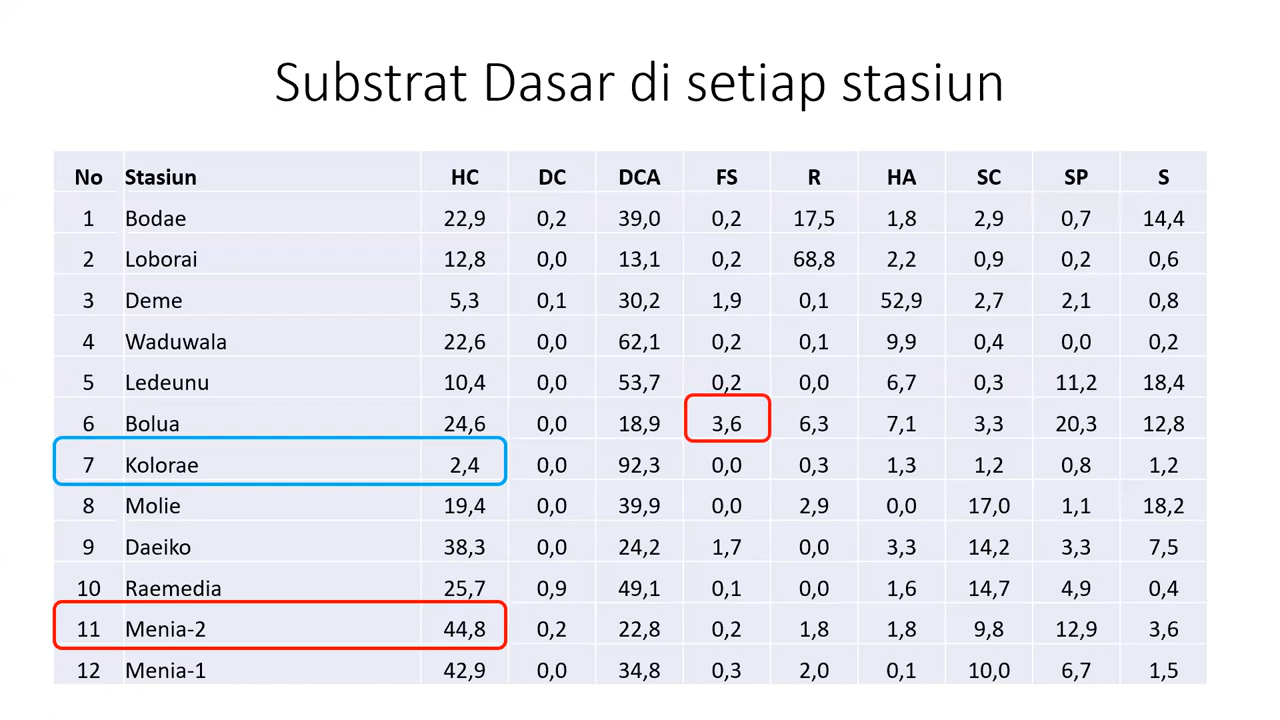 Substrat Dasar di setiap stasiun
No Stasiun HC DC DCA FS R HA SC SP S
1 Bodae 22,9 0,2 39,0 0,2 17,5 1,8 2,9 0,7 14,4
2 Loborai 12,8 0,0 13,1 0,2 68,8 2,2 0,9 0,2 0,6
3 Deme 5,3 0,1 30,2 1,9 0,1 52,9 2,7 2,1 0,8
4 Waduwala 22,6 0,0 62,1 0,2 0,1 9,9 0,4 0,0 0,2
5 Ledeunu 10,4 0,0 53,7 0,2 0,0 6,7 0,3 11,2 18,4
6 Bolua 24,6 0,0 18,9 3,6 6,3 7,1 3,3 20,3 12,8
7 Kolorae 2,4 0,0 92,3 0,0 0,3 1,3 1,2 0,8 1,2
8 Molie 19,4 0,0 39,9 0,0 2,9 0,0 17,0 1,1 18,2
9 Daeiko 38,3 0,0 24,2 1,7 0,0 3,3 14,2 3,3 7,5
10 Raemedia 25,7 0,9 49,1 0,1 0,0 1,6 14,7 4,9 0,4
11 Menia-2 44,8 0,2 22,8 0,2 1,8 1,8 9,8 12,9 3,6
12 Menia-1 42,9 0,0 34,8 0,3 2,0 0,1 10,0 6,7 1,5